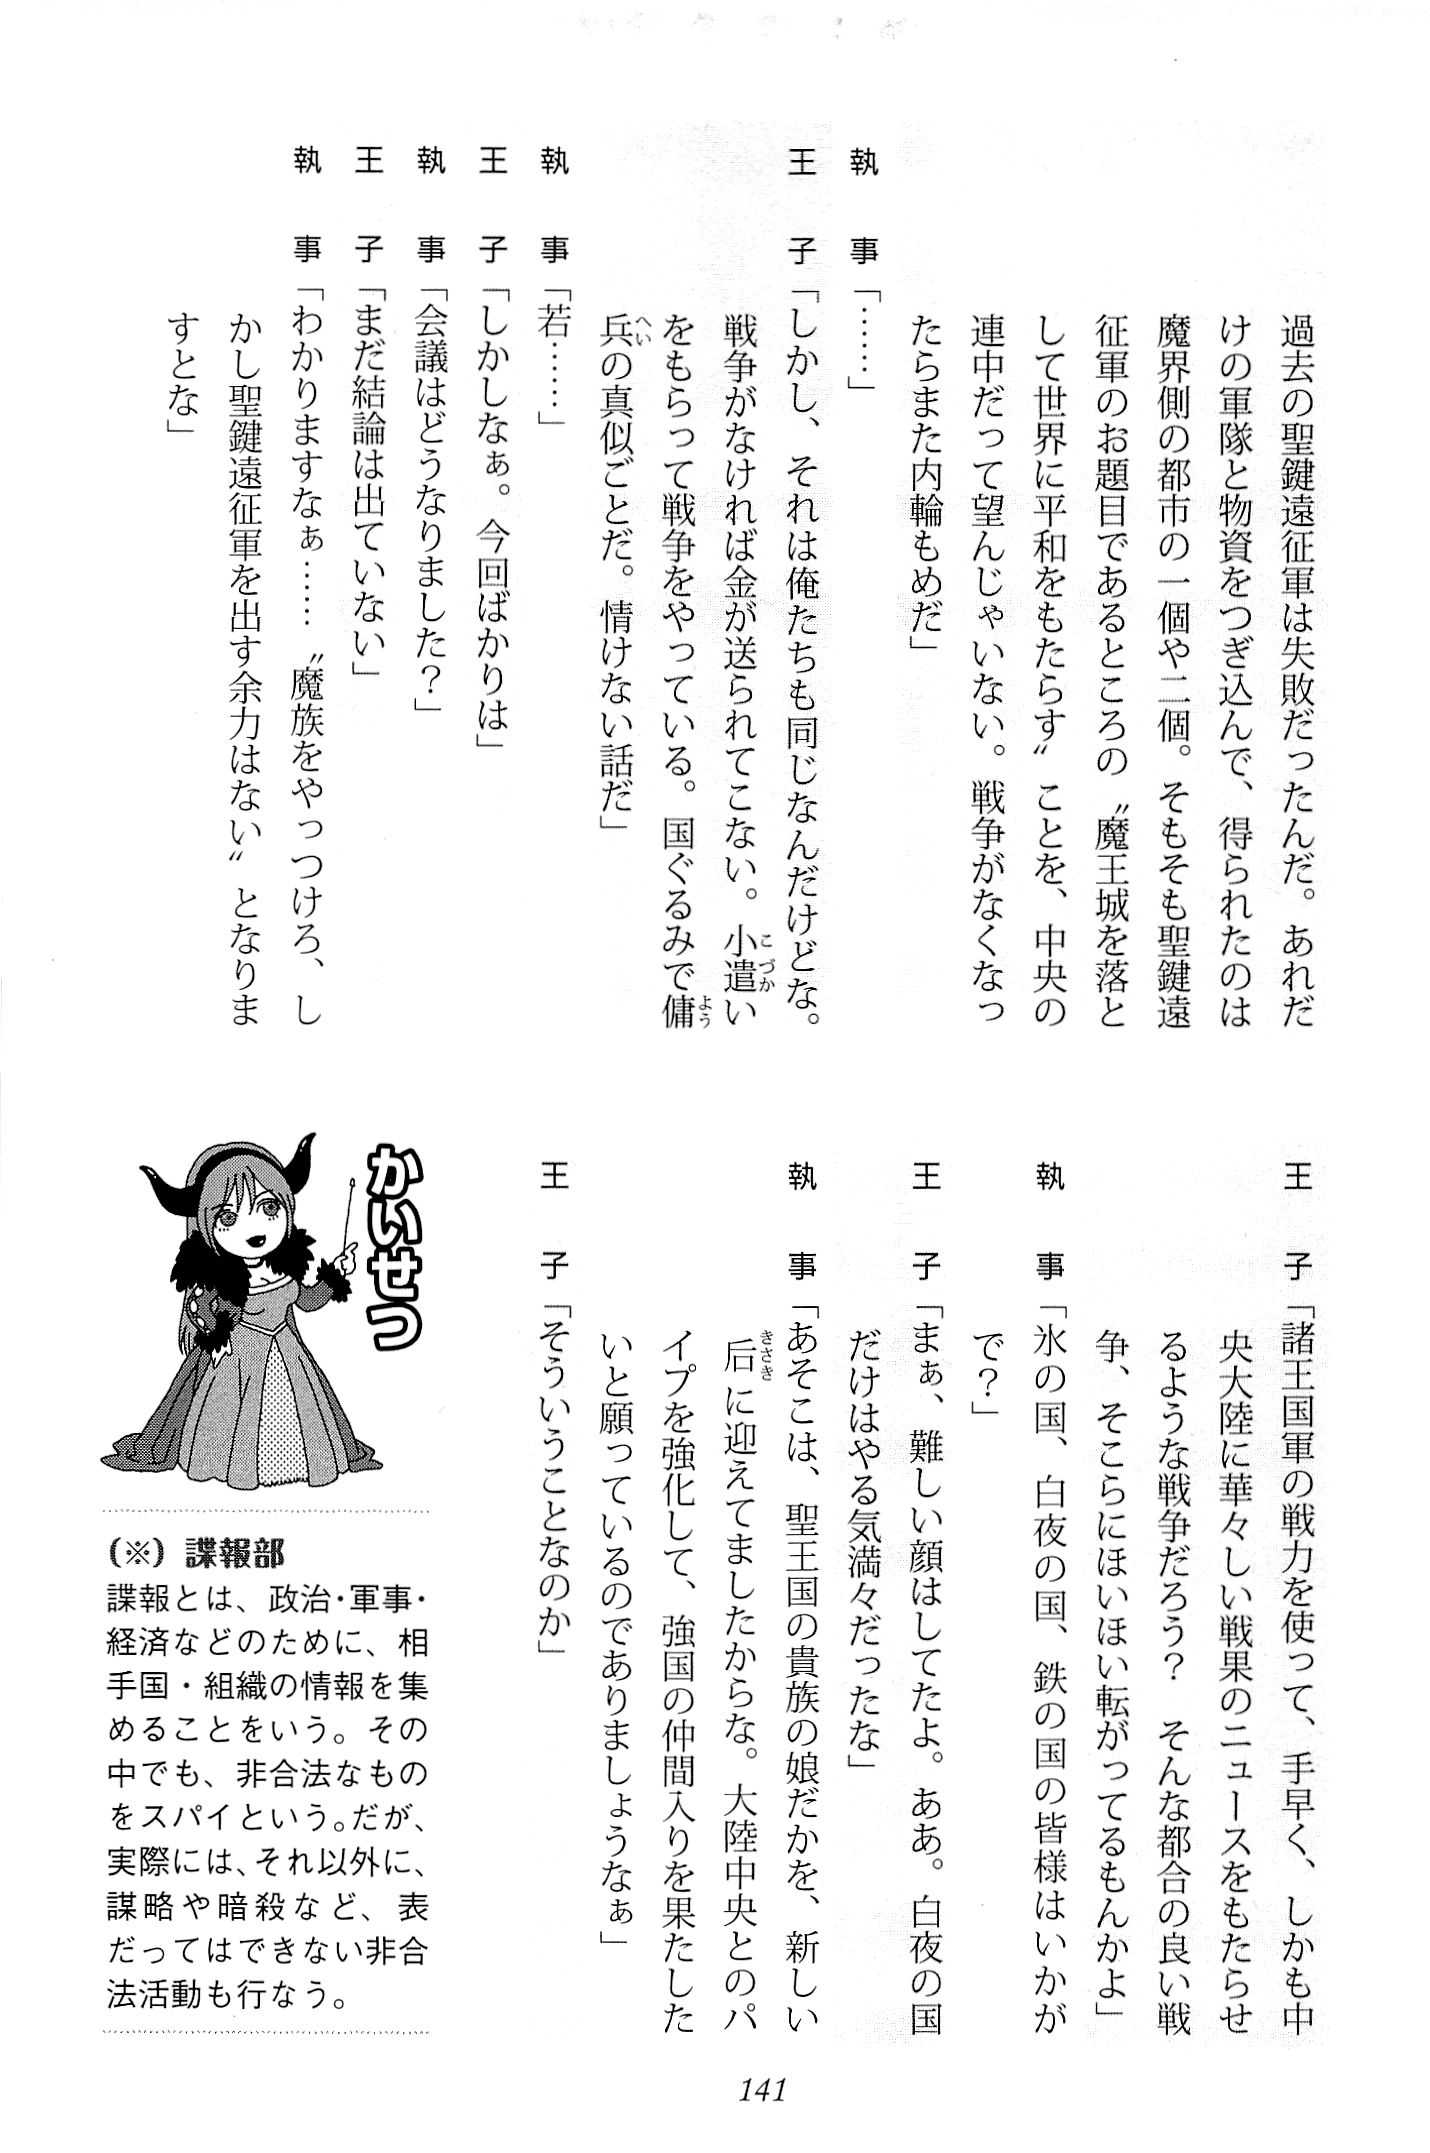 過去の聖鍵遠征軍は失敗だったんだ。あれだ
けの軍隊と物資をつぎ込んで、得られたのは
魔界側の都市の一個や二個。そもそも聖鍵遠
征軍のお題目であるところの〝魔王城を落と
して世界に平和をもたらす〟ことを、中央の
連中だって望んじゃいない。戦争がなくなっ
たらまた内輪もめだ」
執事「……」
王子「しかし、それは俺たちも同じなんだけどな。
戦争がなければ金が送られてこない。小遣い
をもらって戦争をやっている。国ぐるみで傭
兵の真似ごとだ。情けない話だ」
執事「若……」
王子「しかしなぁ。今回ばかりは」
執事「会議はどうなりました？」
王子「まだ結論は出ていない」
執事「わかりますなぁ……〝魔族をやっつけろ、し
かし聖鍵遠征軍を出す余力はない〟となりま
すとな」
王子「諸王国軍の戦力を使って、手早く、しかも中
央大陸に華々しい戦果のニュースをもたらせ
るような戦争だろう？　そんな都合の良い戦
争、そこらにほいほい転がってるもんかよ」
執事「氷の国、白夜の国、鉄の国の皆様はいかが
で？」
王子「まぁ、難しい顔はしてたよ。ああ。白夜の国
だけはやる気満々だったな」
執事「あそこは、聖王国の貴族の娘だかを、新しい
后に迎えてましたからな。大陸中央とのパ
イプを強化して、強国の仲間入りを果たした
いと願っているのでありましょうなぁ」
王子「そういうことなのか」
かいせつ
（※）諜報部
諜報とは、政治・軍事・
経済などのために、相
手国・組織の情報を集
めることをいう。その
中でも、非合法なもの
をスパイという。だが、
実際には、それ以外に、
謀略や暗殺など、表
だってはできない非合
法活動も行なう。
141